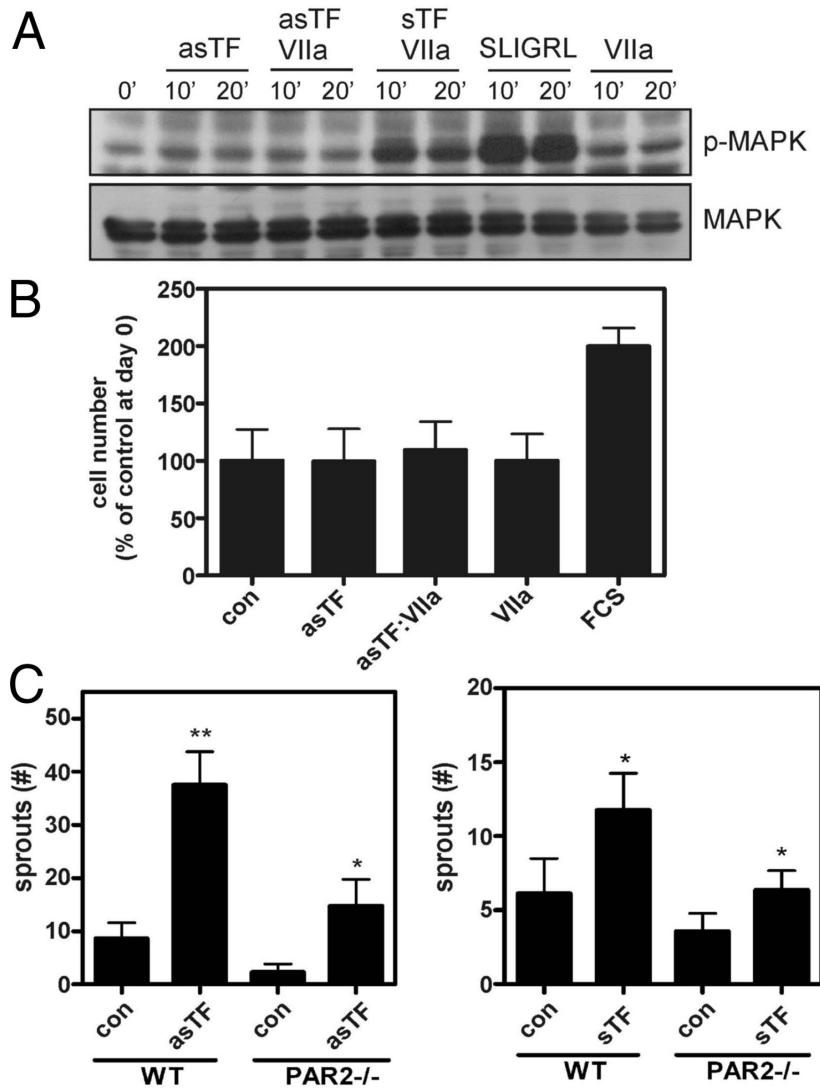 A
asTF
asTF
VIIa
sTF
VIIa
SLIGRL
VIIa
0' 10' 20' 10' 20' 10' 20' 10' 20' 10' 20'
p-MAPK
MAPK
B
cell number
(% of control at day 0)
250
200
150
100
50
0
con
asTF
asTF:VIIa
VIIa
FCS
C
sprouts (#)
50
40
30
20
10
0
**
*
con
asTF
con
asTF
WT
PAR2-/-
sprouts (#)
20
15
10
5
0
*
*
con
sTF
con
sTF
WT
PAR2-/-